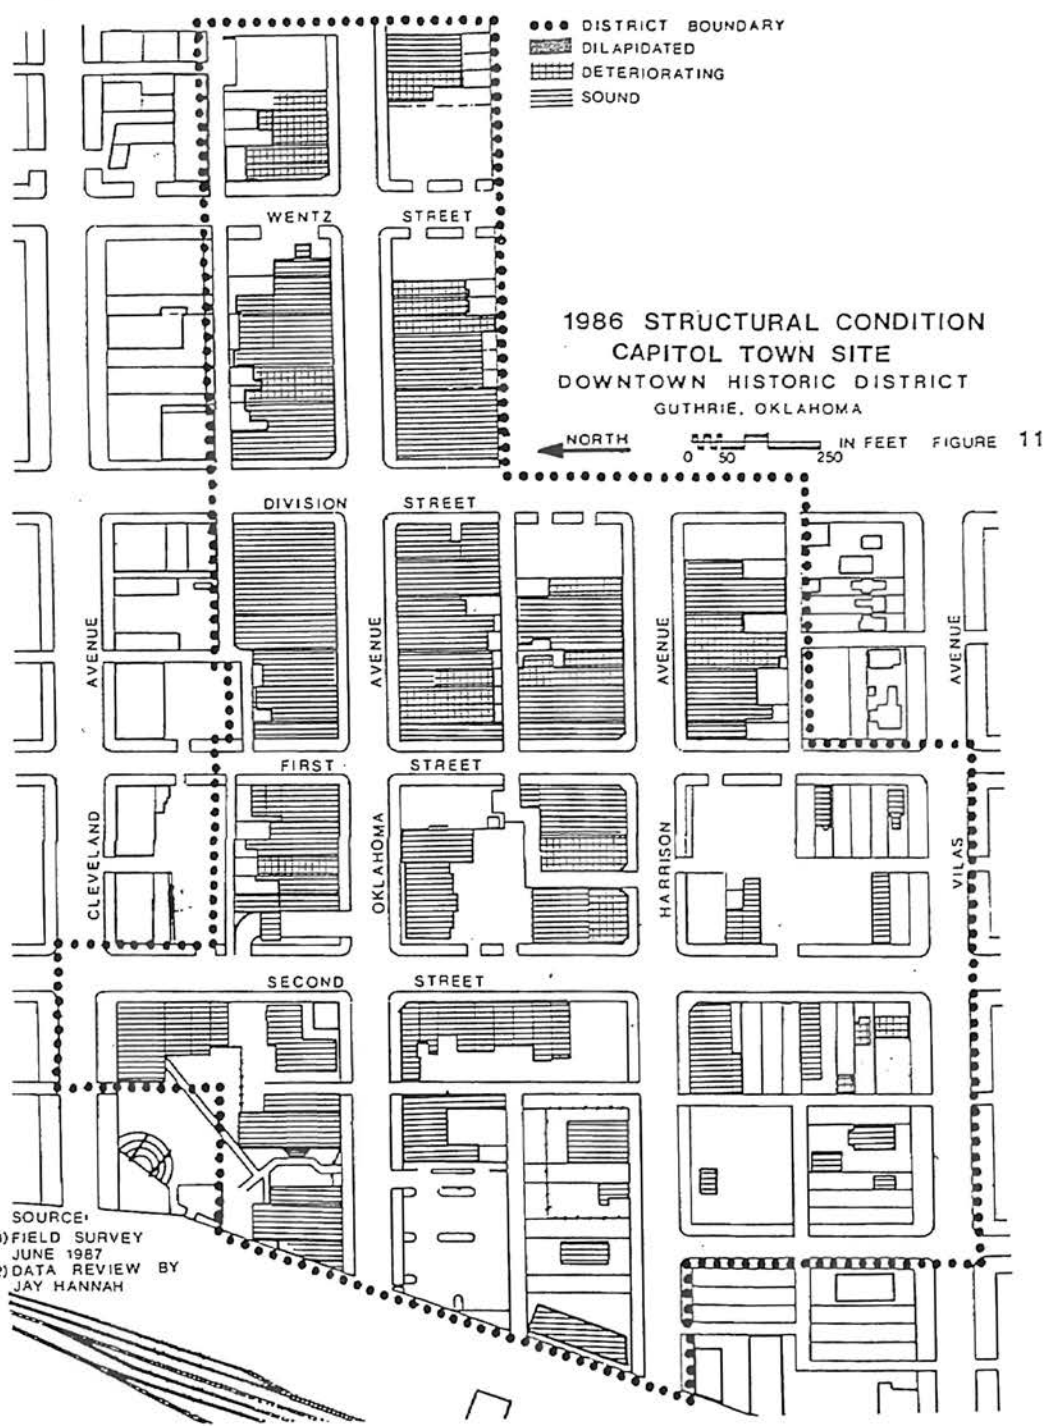 DISTRICT BOUNDARY
DILAPIDATED
DETERIORATING
SOUND
WENTZ STREET
1986 STRUCTURAL CONDITION
CAPITOL TOWN SITE
DOWNTOWN HISTORIC DISTRICT
GUTHRIE, OKLAHOMA
NORTH
0 50 250
IN FEET FIGURE 11
DIVISION STREET
AVENUE
AVENUE
AVENUE
AVENUE
FIRST STREET
CLEVELAND
OKLAHOMA
HARRISON
VILAS
SECOND STREET
SOURCE:
1)FIELD SURVEY
JUNE 1987
2)DATA REVIEW BY
JAY HANNAH